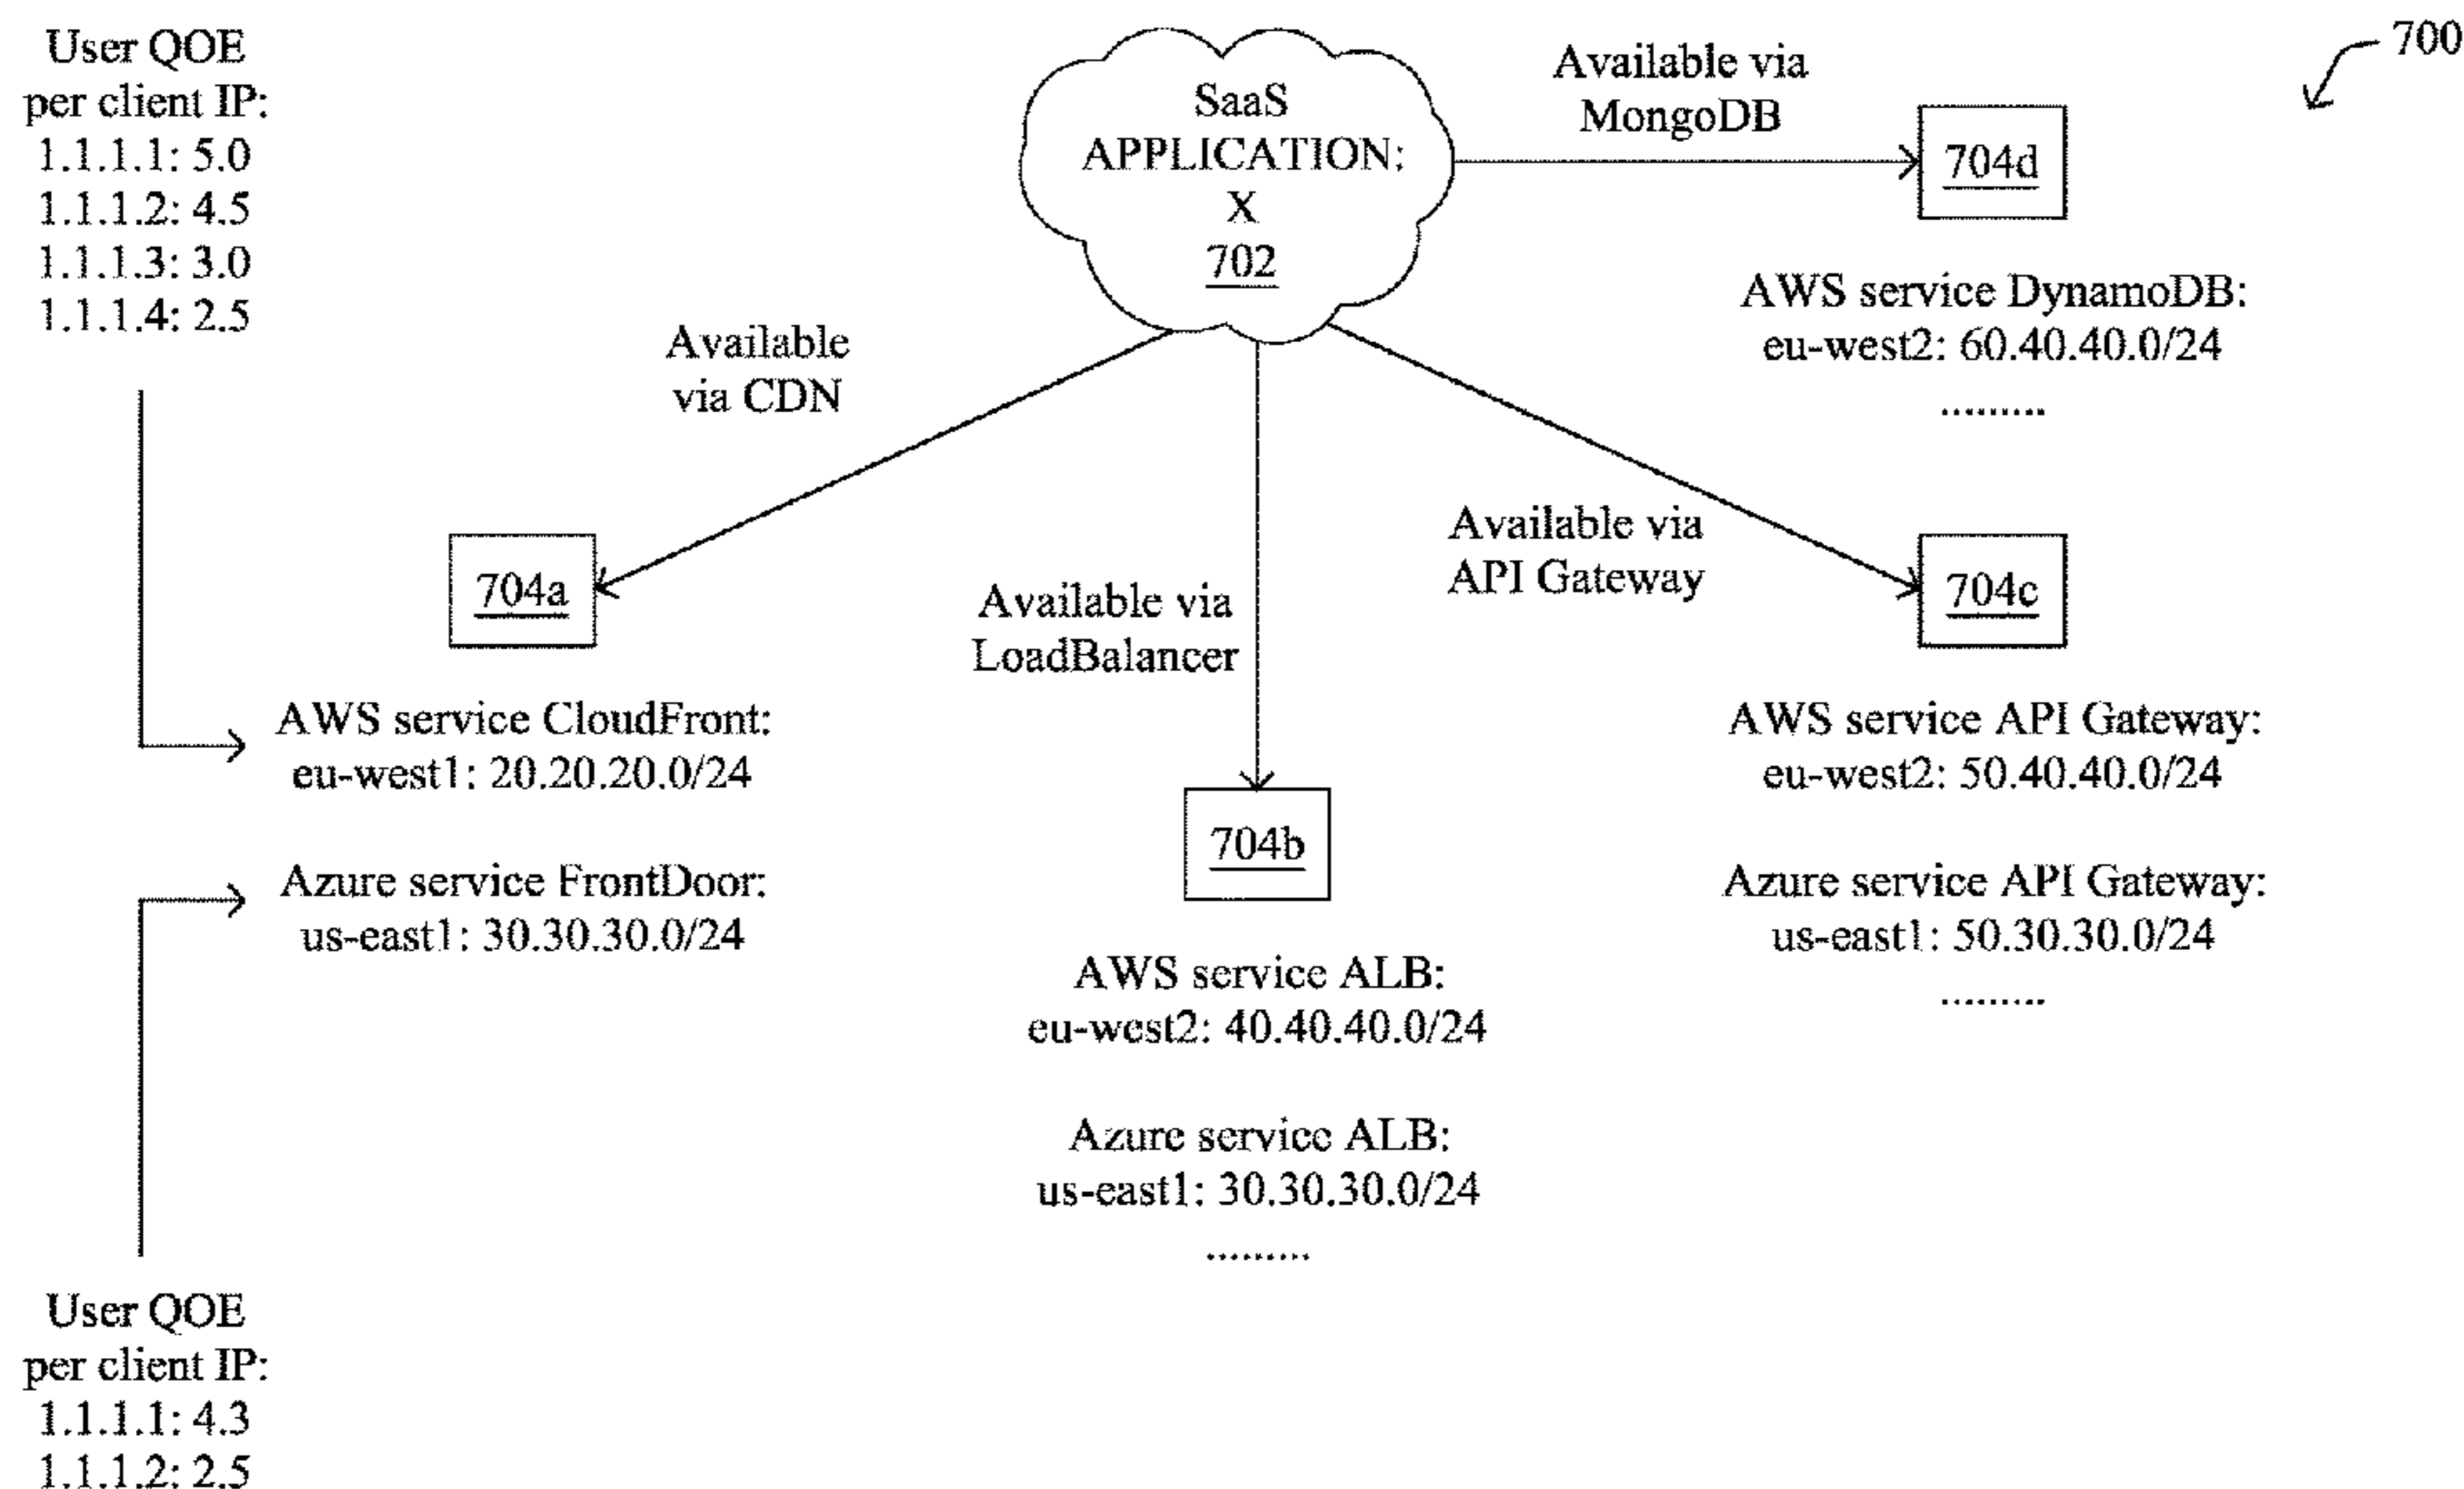 User QOE
per client IP:
1.1.1.1: 5.0
1.1.1.2: 4.5
1.1.1.3: 3.0
1.1.1.4: 2.5
SaaS
APPLICATION:
X
702
Available via
MongoDB
700
704d
AWS service DynamoDB:
eu-west2: 60.40.40.0/24
.........
Available
via CDN
704a
Available via
LoadBalancer
Available via
API Gateway
704c
AWS service CloudFront:
eu-west1: 20.20.20.0/24
Azure service FrontDoor:
us-east1: 30.30.30.0/24
704b
AWS service ALB:
eu-west2: 40.40.40.0/24
Azure service ALB:
us-east1: 30.30.30.0/24
.........
AWS service API Gateway:
eu-west2: 50.40.40.0/24
Azure service API Gateway:
us-east1: 50.30.30.0/24
.........
User QOE
per client IP:
1.1.1.1: 4.3
1.1.1.2: 2.5